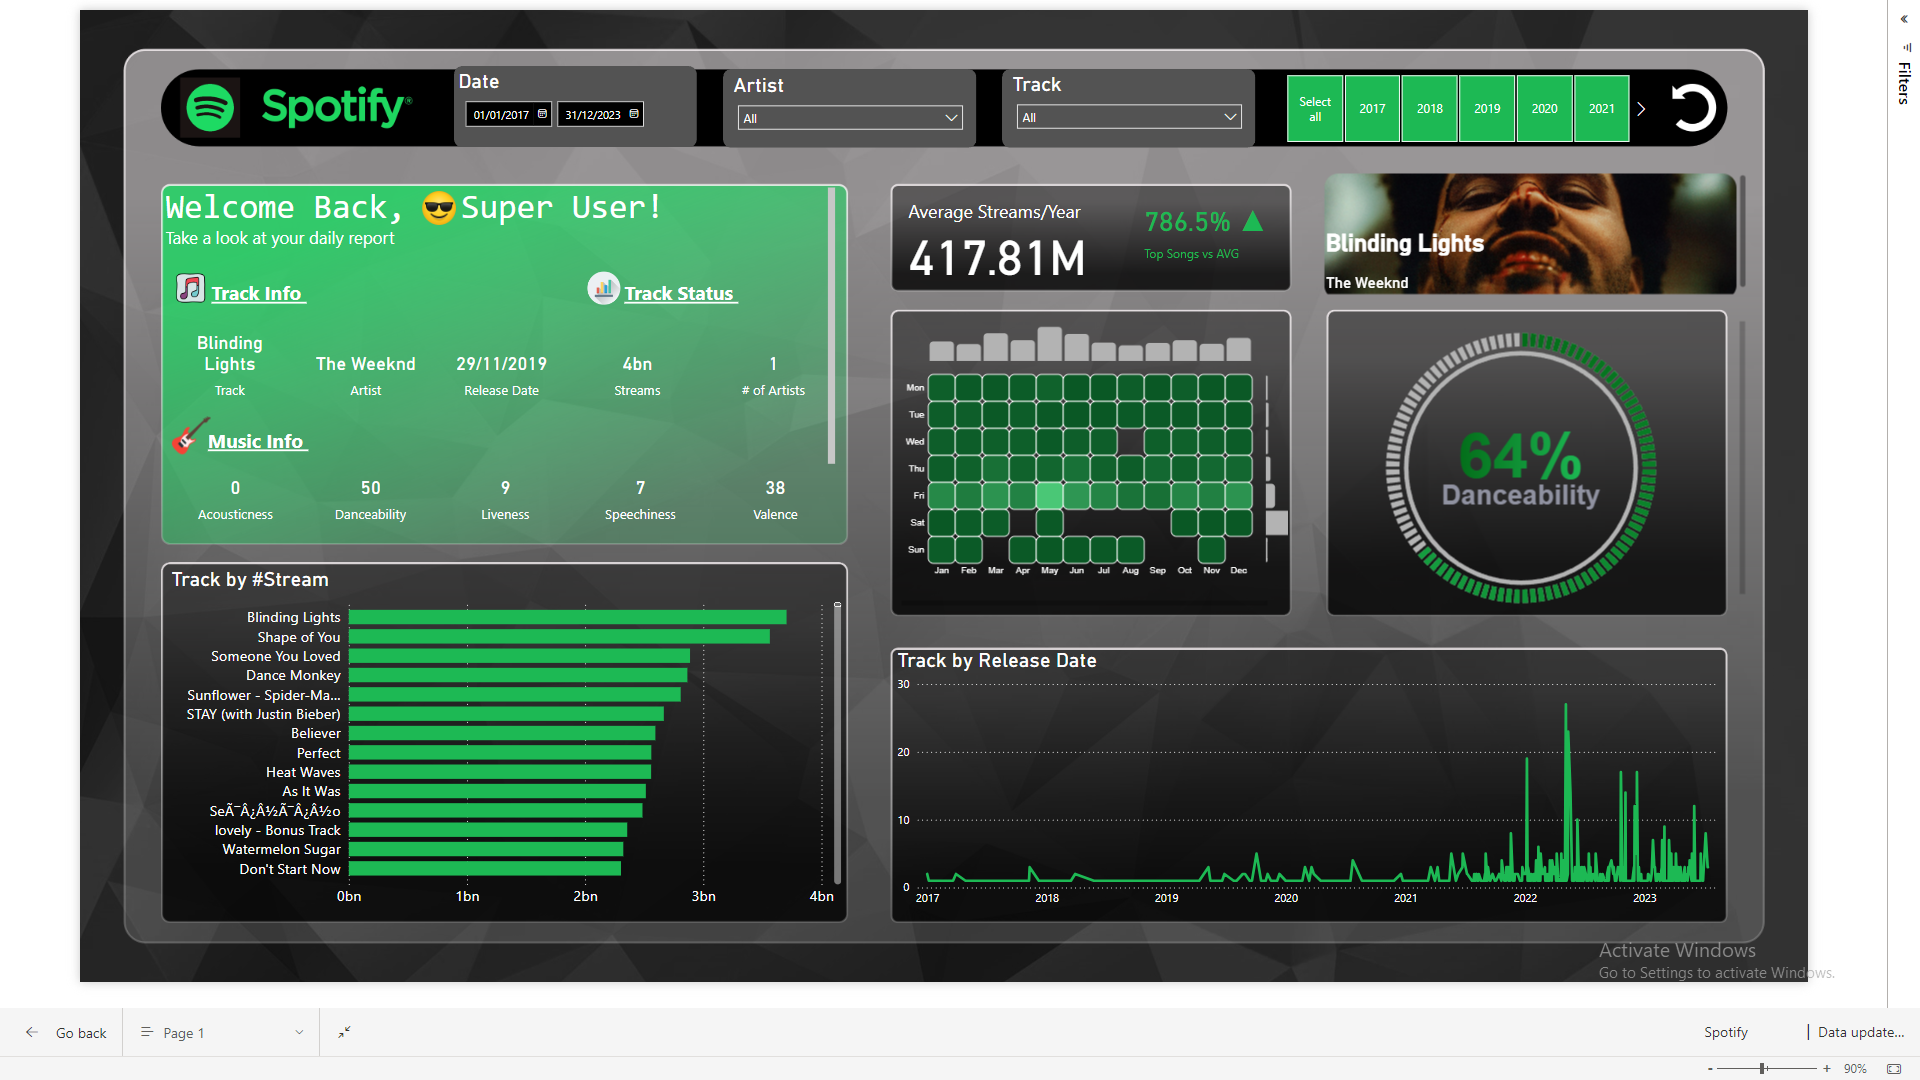 Filters
Spotify®
Date
01/01/2017
31/12/2023
Artist
All
Track
All
Select all
2017
2018
2019
2020
2021
Welcome Back, 😎Super User!
Take a look at your daily report
Track Info
Track Status
Blinding Lights
The Weeknd
29/11/2019
4bn
1
Track
Artist
Release Date
Streams
# of Artists
Music Info
0
50
9
7
38
Acousticness
Danceability
Liveness
Speechiness
Valence
Average Streams/Year
417.81M
786.5% ▲
Top Songs vs AVG
Blinding Lights
The Weeknd
Mon
Tue
Wed
Thu
Fri
Sat
Sun
Jan Feb Mar Apr May Jun Jul Aug Sep Oct Nov Dec
64%
Danceability
Track by #Stream
Blinding Lights
Shape of You
Someone You Loved
Dance Monkey
Sunflower - Spider-Ma...
STAY (with Justin Bieber)
Believer
Perfect
Heat Waves
As It Was
SeÃ¯Â¿Â½Ã¯Â¿Â½o
lovely - Bonus Track
Watermelon Sugar
Don't Start Now
0bn 1bn 2bn 3bn 4bn
Track by Release Date
30
20
10
0
2017 2018 2019 2020 2021 2022 2023
Activate Windows
Go to Settings to activate Windows.
Go back
Page 1
Spotify
Data update...
- + 90%